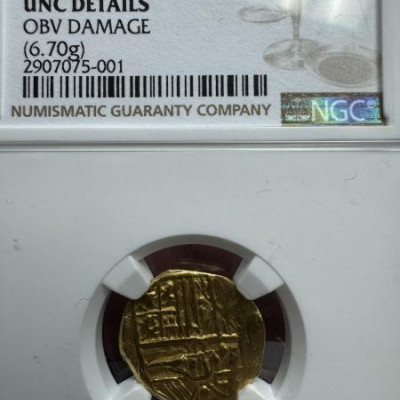 UNC DETAILS
OBV DAMAGE
(6.70g)
2907075-001
NUMISMATIC GUARANTY COMPANY
NGC